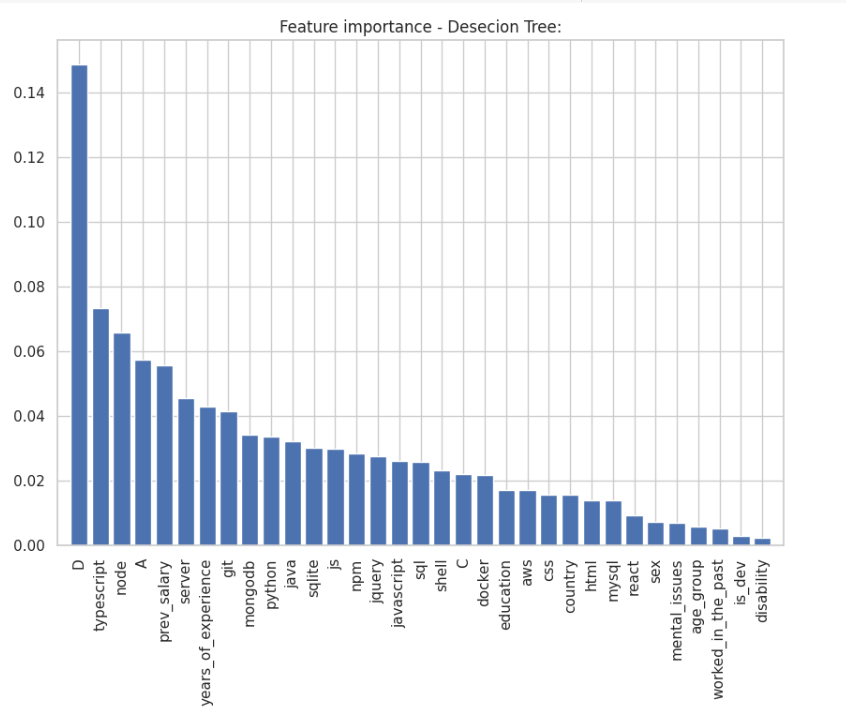 Feature importance - Desecion Tree:
0.14
0.12
0.10
0.08
0.06
0.04
0.02
0.00
D
typescript
node
A
prev_salary
server
years_of_experience
git
mongodb
python
java
sqlite
js
npm
jquery
javascript
sql
shell
C
docker
education
aws
css
country
html
mysql
react
sex
mental_issues
age_group
worked_in_the_past
is_dev
disability